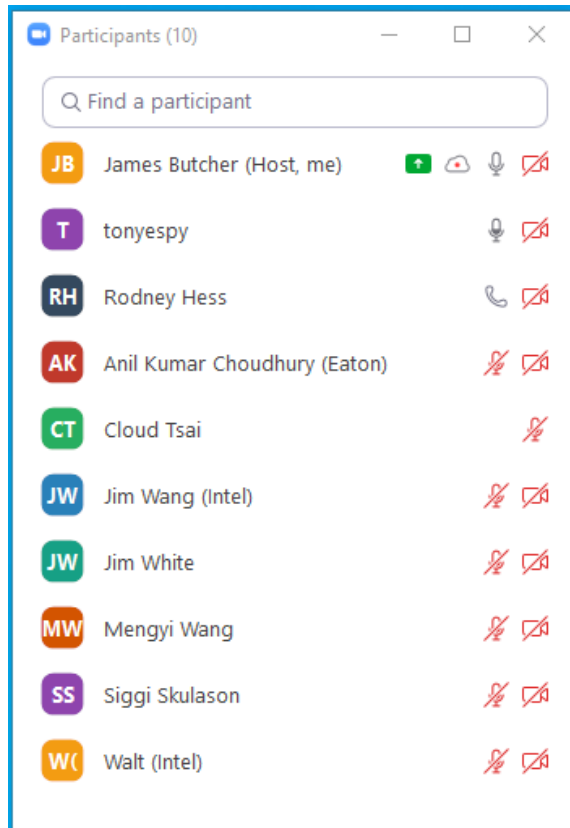 Participants (10)
Find a participant
JB James Butcher (Host, me)
T tonyespy
RH Rodney Hess
AK Anil Kumar Choudhury (Eaton)
CT Cloud Tsai
JW Jim Wang (Intel)
JW Jim White
MW Mengyi Wang
SS Siggi Skulason
W( Walt (Intel)